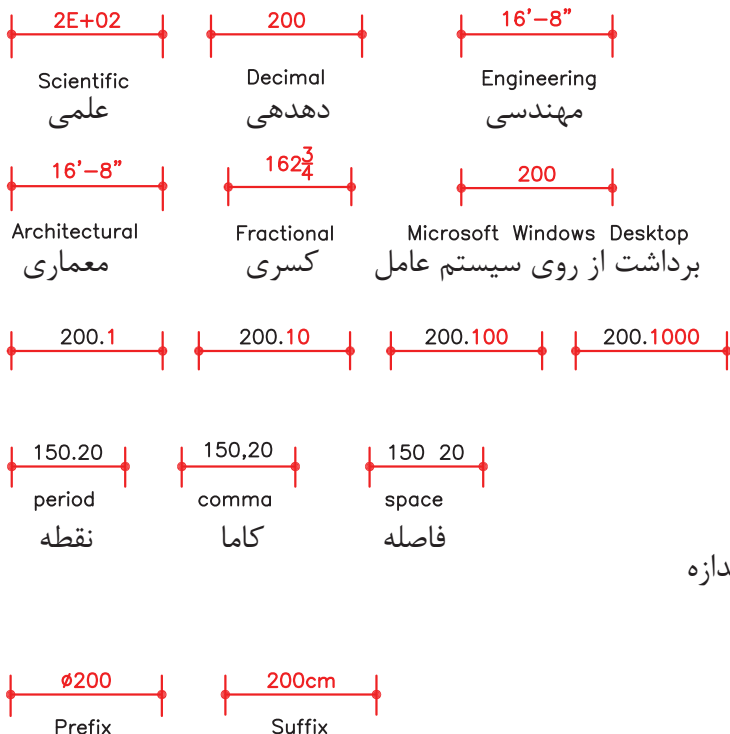 2E+02 200 16'-8"
Scientific Decimal Engineering
علمی دهدهی مهندسی
16'-8" 162 3/4 200
Architectural Fractional Microsoft Windows Desktop
معماری کسری برداشت از روی سیستم عامل
200.1 200.10 200.100 200.1000
150.20 150,20 150 20
period comma space
نقطه کاما فاصله
ø200 200cm
Prefix Suffix